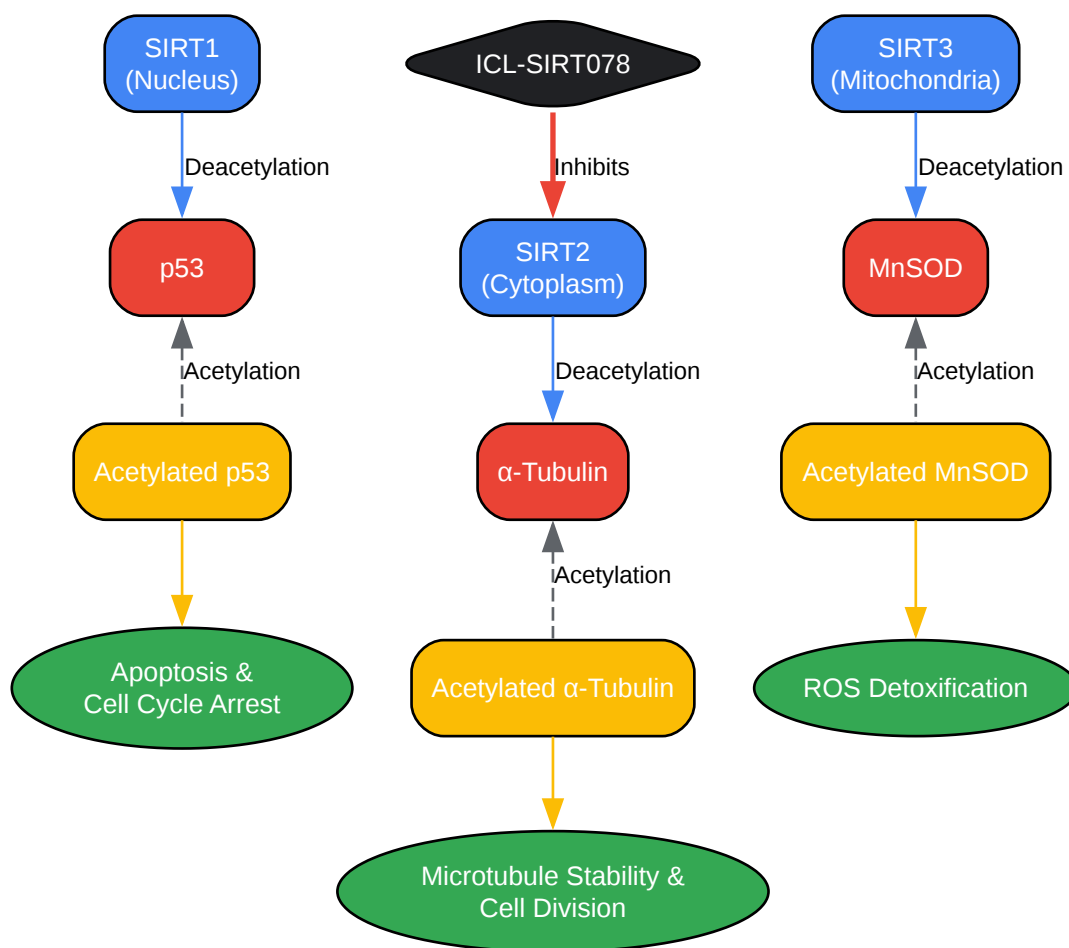 SIRT1
(Nucleus)
ICL-SIRT078
SIRT3
(Mitochondria)
Deacetylation
Inhibits
Deacetylation
p53
SIRT2
(Cytoplasm)
MnSOD
Acetylation
Deacetylation
Acetylation
Acetylated p53
α-Tubulin
Acetylated MnSOD
Acetylation
Apoptosis &
Cell Cycle Arrest
Acetylated α-Tubulin
ROS Detoxification
Microtubule Stability &
Cell Division